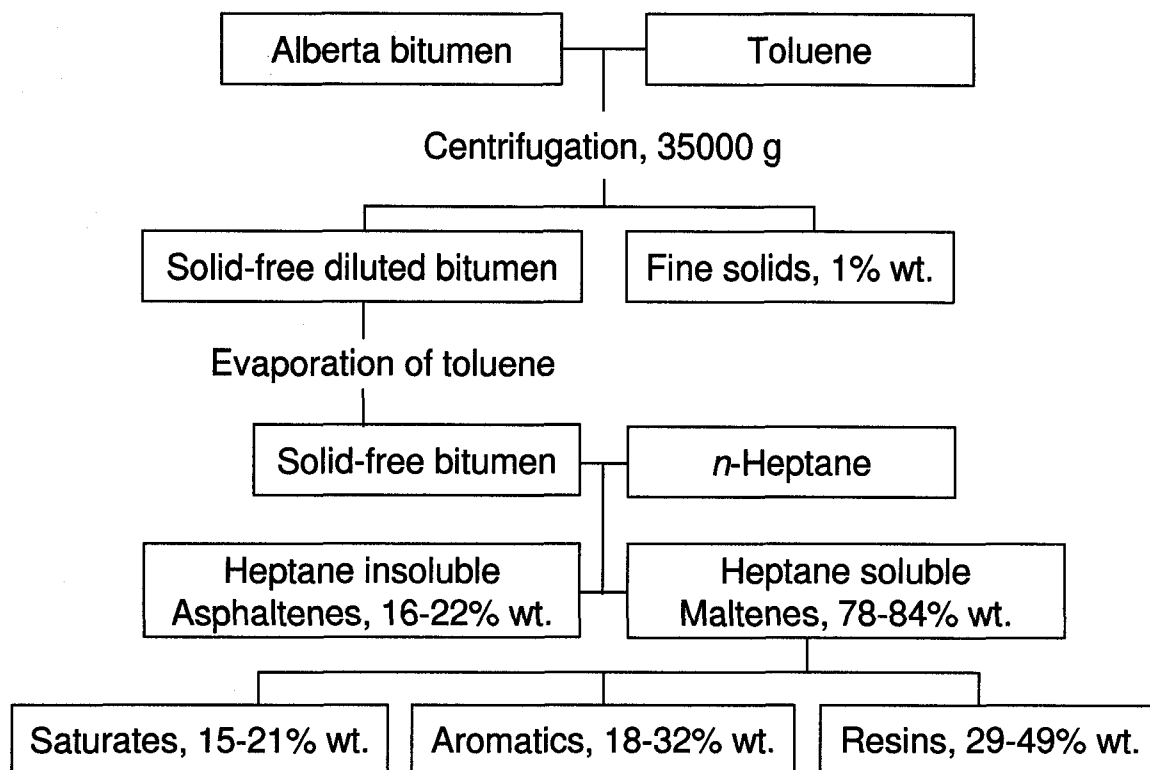 Alberta bitumen
Toluene
Centrifugation, 35000 g
Solid-free diluted bitumen
Fine solids, 1% wt.
Evaporation of toluene
Solid-free bitumen
n-Heptane
Heptane insoluble
Asphaltenes, 16-22% wt.
Heptane soluble
Maltenes, 78-84% wt.
Saturates, 15-21% wt.
Aromatics, 18-32% wt.
Resins, 29-49% wt.